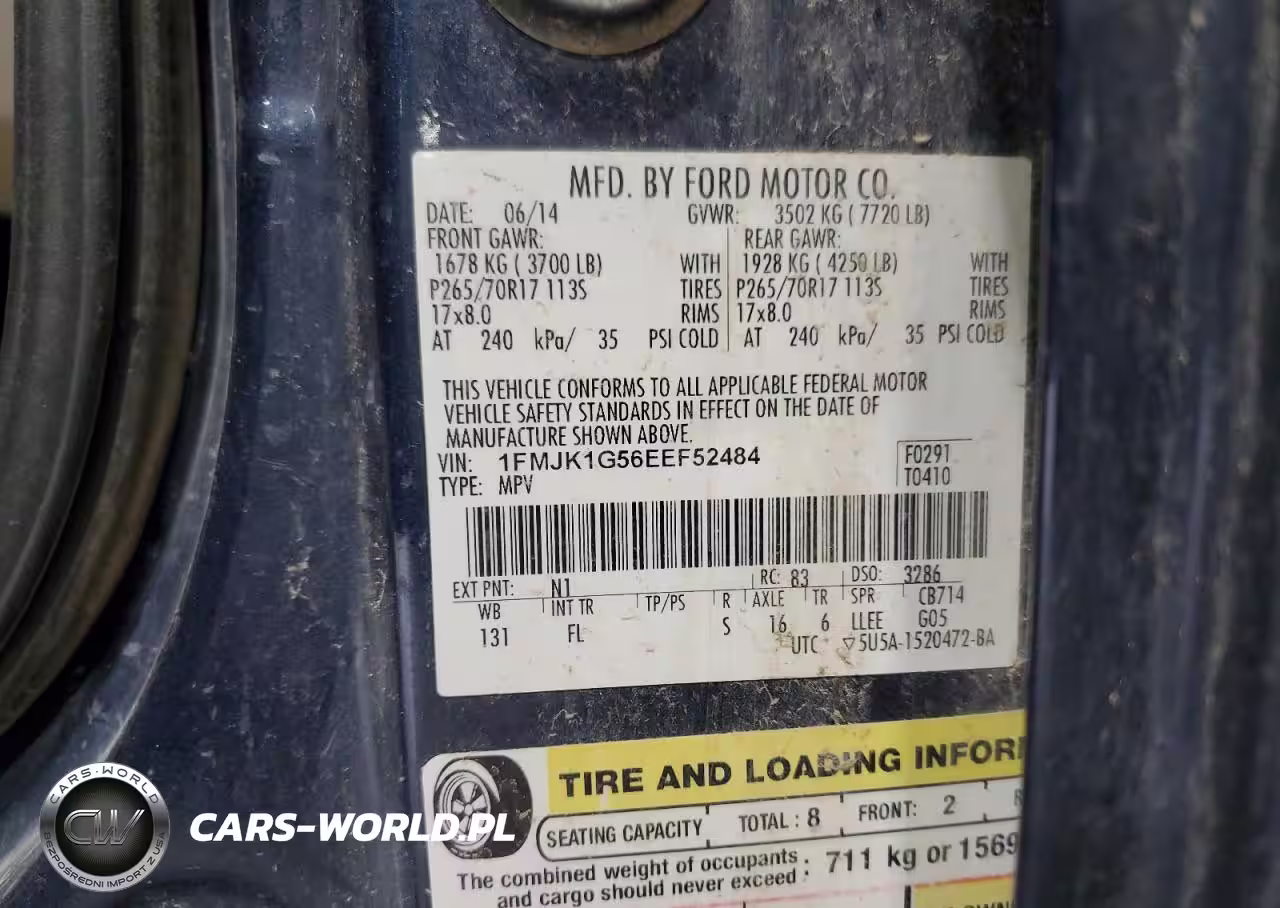 MFD. BY FORD MOTOR CO.
DATE: 06/14 GVWR: 3502 KG ( 7720 LB)
FRONT GAWR: REAR GAWR:
1678 KG ( 3700 LB) WITH 1928 KG ( 4250 LB) WITH
P265/70R17 113S TIRES P265/70R17 113S TIRES
17x8.0 RIMS 17x8.0 RIMS
AT 240 kPa/ 35 PSI COLD AT 240 kPa/ 35 PSI COLD
THIS VEHICLE CONFORMS TO ALL APPLICABLE FEDERAL MOTOR
VEHICLE SAFETY STANDARDS IN EFFECT ON THE DATE OF
MANUFACTURE SHOWN ABOVE.
VIN: 1FMJK1G56EEF52484 F0291
TYPE: MPV T0410
EXT PNT: N1 RC: 83 DSO: 3286
WB INT TR TP/PS R AXLE TR SPR CB714
131 FL S 16 6 LLEE G05
UTC ▽5U5A-1520472-BA
TIRE AND LOADING INFOR
SEATING CAPACITY TOTAL : 8 FRONT: 2 R
The combined weight of occupants
and cargo should never exceed : 711 kg or 1569
CARS-WORLD
CW
BEZPOŚREDNI IMPORT Z USA
CARS-WORLD.PL